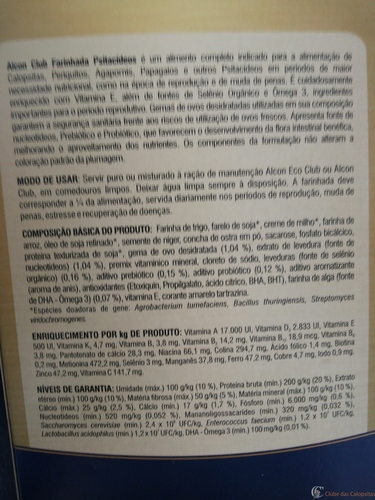 Alcon Club Farinhada Psitacídeos é um alimento completo indicado para a alimentação de
Calopsitas, Periquitos, Agapornis, Papagaios e outros Psitacídeos em períodos de maior
necessidade nutricional, como na época de reprodução e de muda de penas. É cuidadosamente
enriquecido com Vitamina E, além de fontes de Selênio Orgânico e Ômega 3, ingredientes
importantes para o período reprodutivo. Gemas de ovos desidratadas utilizadas em sua composição
garantem a segurança sanitária frente aos riscos de utilização de ovos frescos. Apresenta fonte de
nucleotídeos, Prebiótico e Probiótico, que favorecem o desenvolvimento da flora intestinal benéfica,
melhorando o aproveitamento dos nutrientes. Os componentes da formulação não alteram a
coloração padrão da plumagem.
MODO DE USAR: Servir puro ou misturado à ração de manutenção Alcon Eco Club ou Alcon
Club, em comedouros limpos. Deixar água limpa sempre à disposição. A farinhada deve
corresponder a ¼ da alimentação, servida diariamente nos períodos de reprodução, muda de
penas, estresse e recuperação de doenças.
COMPOSIÇÃO BÁSICA DO PRODUTO: Farinha de trigo, farelo de soja*, creme de milho*, farinha de
arroz, óleo de soja refinado*, semente de niger, concha de ostra em pó, sacarose, fosfato bicálcico,
proteína texturizada de soja*, gema de ovo desidratada (1,04 %), extrato de levedura (fonte de
nucleotídeos) (1,04 %), premix vitamínico mineral, cloreto de sódio, leveduras (fonte de selênio
orgânico) (0,16 %), aditivo prebiótico (0,15 %), aditivo probiótico (0,12 %), aditivo aromatizante
(aroma de anis), antioxidantes (Etoxiquin, Propilgalato, ácido cítrico, BHA, BHT), farinha de alga (fonte
de DHA - Ômega 3) (0,07 %), vitamina E, corante amarelo tartrazina.
*Espécies doadoras de gene: Agrobacterium tumefaciens, Bacillus thuringiensis, Streptomyces
viridochromogenes.
ENRIQUECIMENTO POR kg DE PRODUTO: Vitamina A 17.000 UI, Vitamina D, 2.833 UI, Vitamina E
500 UI, Vitamina K, 4,7 mg, Vitamina B, 3,8 mg, Vitamina B, 14,2 mg, Vitamina B, 18,9 mcg, Vitamina B,
3,8 mg, Pantotenato de cálcio 28,3 mg, Niacina 66,1 mg, Colina 294,7 mg, Ácido fólico 1,4 mg, Biotina
0,2 mg, Metionina 472,2 mg, Selênio 3 mg, Manganês 37,8 mg, Ferro 47,2 mg, Cobre 4,7 mg, Iodo 0,9 mg,
Zinco 47,2 mg, Vitamina C 141,7 mg.
NÍVEIS DE GARANTIA: Umidade (máx.) 100 g/kg (10 %), Proteína bruta (min.) 200 g/kg (20 %), Extrato
etéreo (mín.) 100 g/kg (10 %), Matéria fibrosa (máx.) 50 g/kg (5 %), Matéria mineral (máx.) 100 g/kg (10 %),
Cálcio (máx.) 25 g/kg (2,5 %), Cálcio (mín.) 17 g/kg (1,7 %), Fósforo (mín.) 6.000 mg/kg (0,6 %),
Nucleotídeos (mín.) 520 mg/kg (0,052 %), Mananoligossacarídeo (mín.) 320 mg/kg (0,032 %),
Saccharomyces cerevisiae (mín.) 2,4 x 10⁶ UFC/kg, Enterococcus faecium (mín.) 1,2 x 10⁷ UFC/kg,
Lactobacillus acidophilus (mín.) 1,2 x 10⁷ UFC/kg, DHA - Ômega 3 (mín.) 100 mg/kg (0,01 %).
Clube das Calopsitas